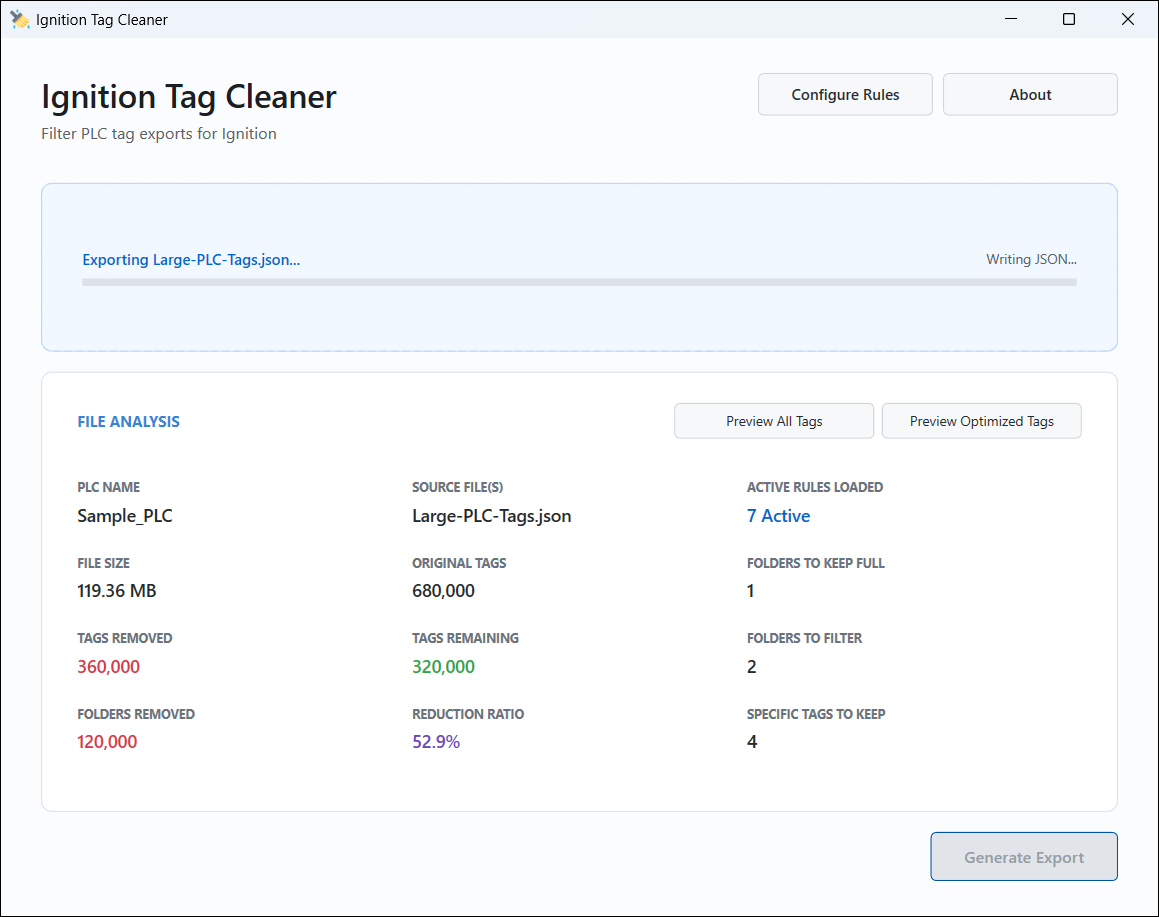 Ignition Tag Cleaner
Ignition Tag Cleaner
Filter PLC tag exports for Ignition
Configure Rules
About
Exporting Large-PLC-Tags.json...
Writing JSON...
FILE ANALYSIS
Preview All Tags
Preview Optimized Tags
PLC NAME
Sample_PLC
SOURCE FILE(S)
Large-PLC-Tags.json
ACTIVE RULES LOADED
7 Active
FILE SIZE
119.36 MB
ORIGINAL TAGS
680,000
FOLDERS TO KEEP FULL
1
TAGS REMOVED
360,000
TAGS REMAINING
320,000
FOLDERS TO FILTER
2
FOLDERS REMOVED
120,000
REDUCTION RATIO
52.9%
SPECIFIC TAGS TO KEEP
4
Generate Export